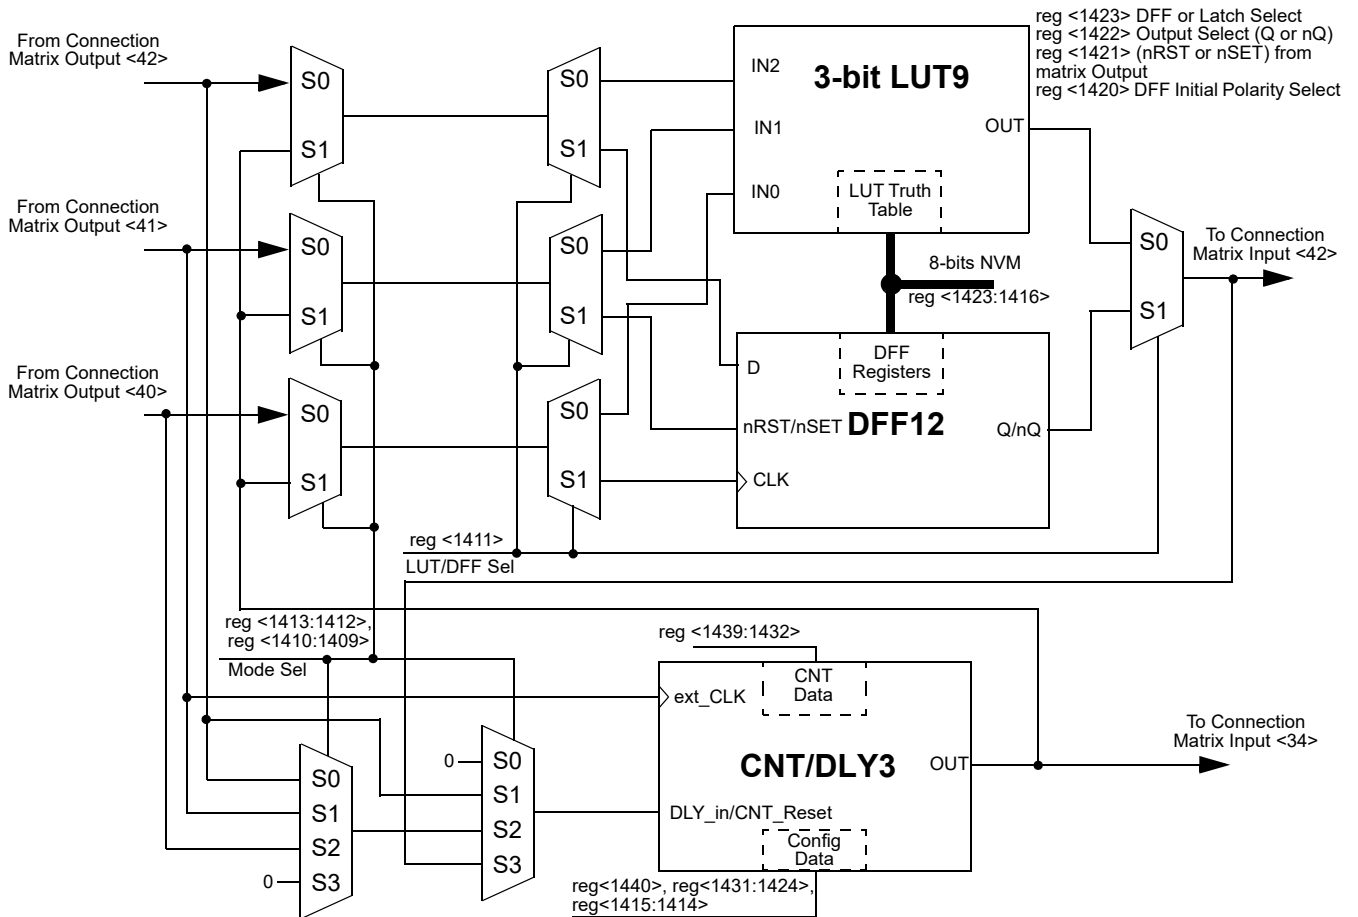 reg <1423> DFF or Latch Select
reg <1422> Output Select (Q or nQ)
reg <1421> (nRST or nSET) from
matrix Output
reg <1420> DFF Initial Polarity Select
From Connection
Matrix Output <42>
S0
S1
S0
S1
IN2
IN1
IN0
3-bit LUT9
OUT
LUT Truth
Table
From Connection
Matrix Output <41>
S0
S1
S0
S1
8-bits NVM
reg <1423:1416>
S0
S1
To Connection
Matrix Input <42>
From Connection
Matrix Output <40>
S0
S1
S0
S1
DFF
Registers
D
nRST/nSET
DFF12
Q/nQ
CLK
reg <1411>
LUT/DFF Sel
reg <1413:1412>,
reg <1410:1409>
Mode Sel
reg <1439:1432>
CNT
Data
ext_CLK
CNT/DLY3
OUT
To Connection
Matrix Input <34>
DLY_in/CNT_Reset
Config
Data
S0
S1
S2
S3
0
0
S0
S1
S2
S3
reg<1440>, reg<1431:1424>,
reg<1415:1414>